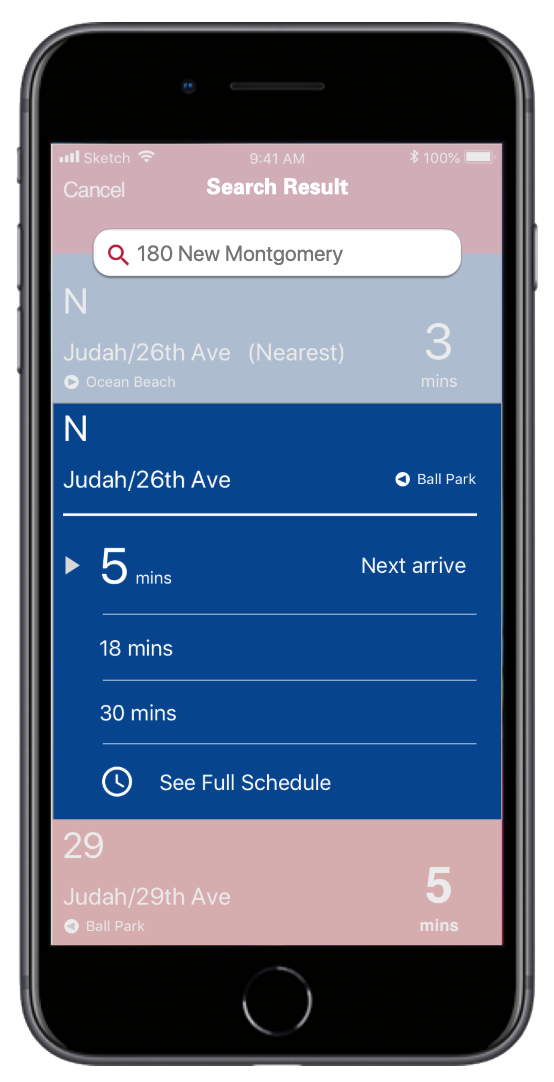 Sketch 9:41 AM 100%
Cancel Search Result
180 New Montgomery
N
Judah/26th Ave (Nearest) 3
Ocean Beach mins
N
Judah/26th Ave Ball Park
5 mins Next arrive
18 mins
30 mins
See Full Schedule
29
Judah/29th Ave 5
Ball Park mins